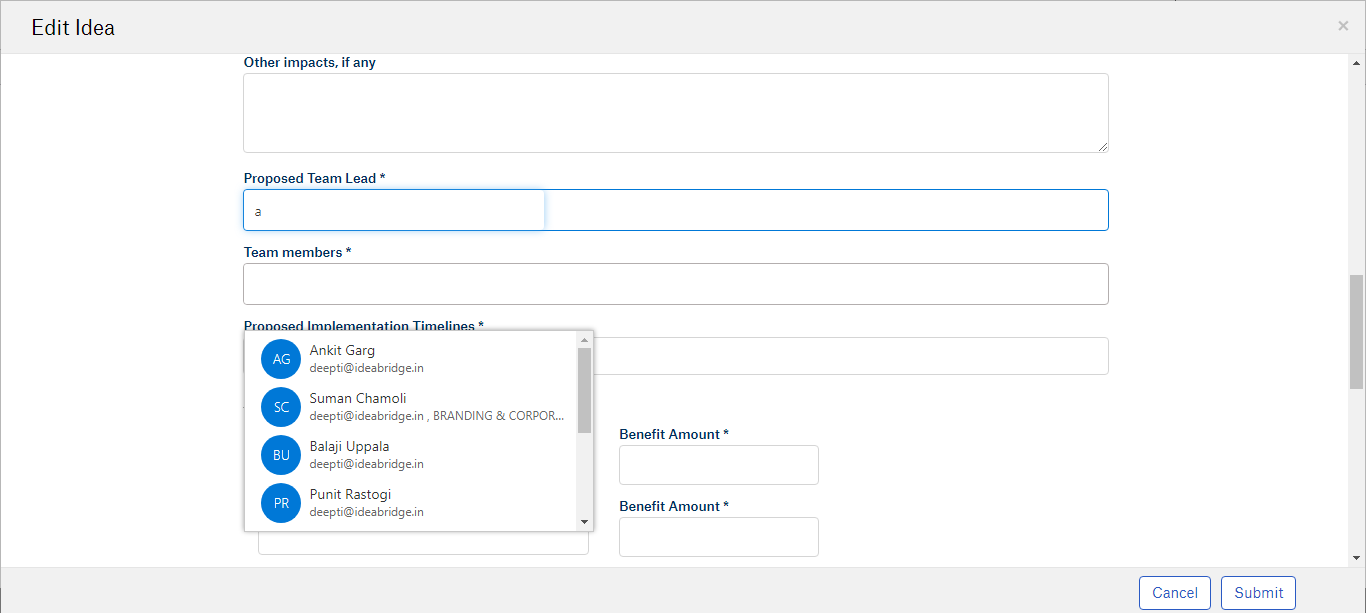 Edit Idea
×
Other impacts, if any
Proposed Team Lead *
a
Team members *
Proposed Implementation Timelines *
AG
Ankit Garg
deepti@ideabridge.in
SC
Suman Chamoli
deepti@ideabridge.in , BRANDING & CORPOR...
BU
Balaji Uppala
deepti@ideabridge.in
PR
Punit Rastogi
deepti@ideabridge.in
Benefit Amount *
Benefit Amount *
Cancel
Submit